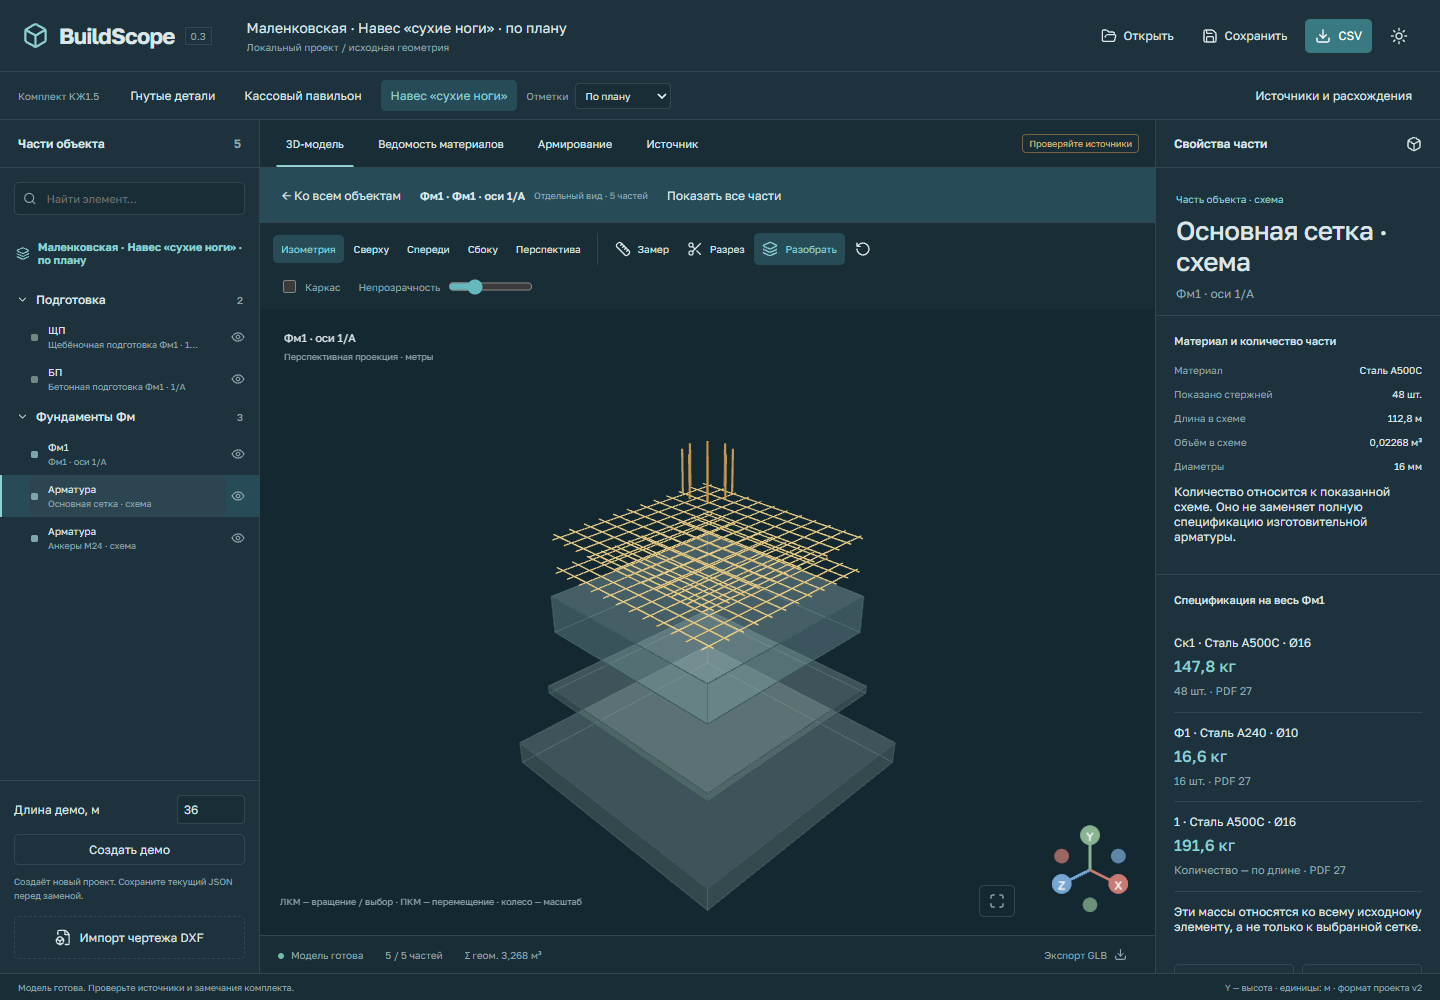 BuildScope 0.3
Маленковская · Навес «сухие ноги» · по плану
Локальный проект / исходная геометрия
Открыть
Сохранить
CSV
Комплект КЖ1.5
Гнутые детали
Кассовый павильон
Навес «сухие ноги»
Отметки
По плану
Источники и расхождения
Части объекта 5
Найти элемент...
Маленковская · Навес «сухие ноги» ·
по плану
Подготовка 2
ЩП
Щебёночная подготовка Фм1 · 1...
БП
Бетонная подготовка Фм1 · 1/А
Фундаменты Фм 3
Фм1
Фм1 · оси 1/А
Арматура
Основная сетка · схема
Арматура
Анкеры М24 · схема
Длина демо, м 36
Создать демо
Создаёт новый проект. Сохраните текущий JSON
перед заменой.
Импорт чертежа DXF
3D-модель
Ведомость материалов
Армирование
Источник
Проверяйте источники
← Ко всем объектам
Фм1 · Фм1 · оси 1/А
Отдельный вид · 5 частей
Показать все части
Изометрия
Сверху
Спереди
Сбоку
Перспектива
Замер
Разрез
Разобрать
Каркас
Непрозрачность
Фм1 · оси 1/А
Перспективная проекция · метры
Y
Z
X
ЛКМ — вращение / выбор · ПКМ — перемещение · колесо — масштаб
Модель готова
5 / 5 частей
Σ геом. 3,268 м³
Экспорт GLB
Свойства части
Часть объекта · схема
Основная сетка ·
схема
Фм1 · оси 1/А
Материал и количество части
Материал Сталь А500С
Показано стержней 48 шт.
Длина в схеме 112,8 м
Объём в схеме 0,02268 м³
Диаметры 16 мм
Количество относится к показанной
схеме. Оно не заменяет полную
спецификацию изготовительной
арматуры.
Спецификация на весь Фм1
Ск1 · Сталь А500С · Ø16
147,8 кг
48 шт. · PDF 27
Ф1 · Сталь А240 · Ø10
16,6 кг
16 шт. · PDF 27
1 · Сталь А500С · Ø16
191,6 кг
Количество — по длине · PDF 27
Эти массы относятся ко всему исходному
элементу, а не только к выбранной сетке.
Модель готова. Проверьте источники и замечания комплекта.
Y — высота · единицы: м · формат проекта v2